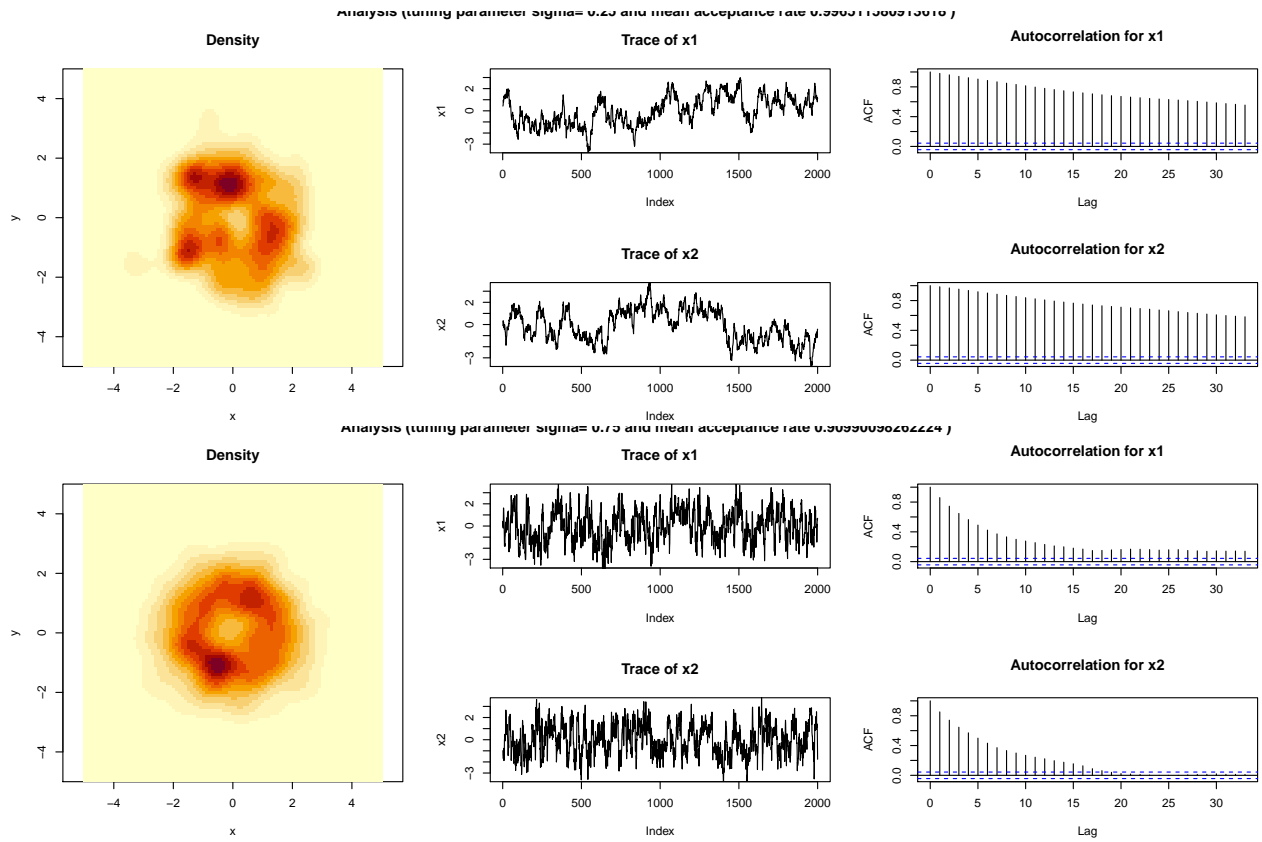 Analysis (tuning parameter sigma= 0.25 and mean acceptance rate 0.996511580913618 )
Density
Trace of x1
Autocorrelation for x1
4
2
0
−2
−4
y
−4 −2 0 2 4
x
x1
2
0
−3
0 500 1000 1500 2000
Index
ACF
0.8
0.4
0.0
0 5 10 15 20 25 30
Lag
Trace of x2
Autocorrelation for x2
x2
2
0
−3
0 500 1000 1500 2000
Index
ACF
0.8
0.4
0.0
0 5 10 15 20 25 30
Lag
Analysis (tuning parameter sigma= 0.75 and mean acceptance rate 0.90990098262224 )
Density
Trace of x1
Autocorrelation for x1
4
2
0
−2
−4
y
−4 −2 0 2 4
x
x1
2
0
−3
0 500 1000 1500 2000
Index
ACF
0.8
0.4
0.0
0 5 10 15 20 25 30
Lag
Trace of x2
Autocorrelation for x2
x2
2
0
−3
0 500 1000 1500 2000
Index
ACF
0.8
0.4
0.0
0 5 10 15 20 25 30
Lag